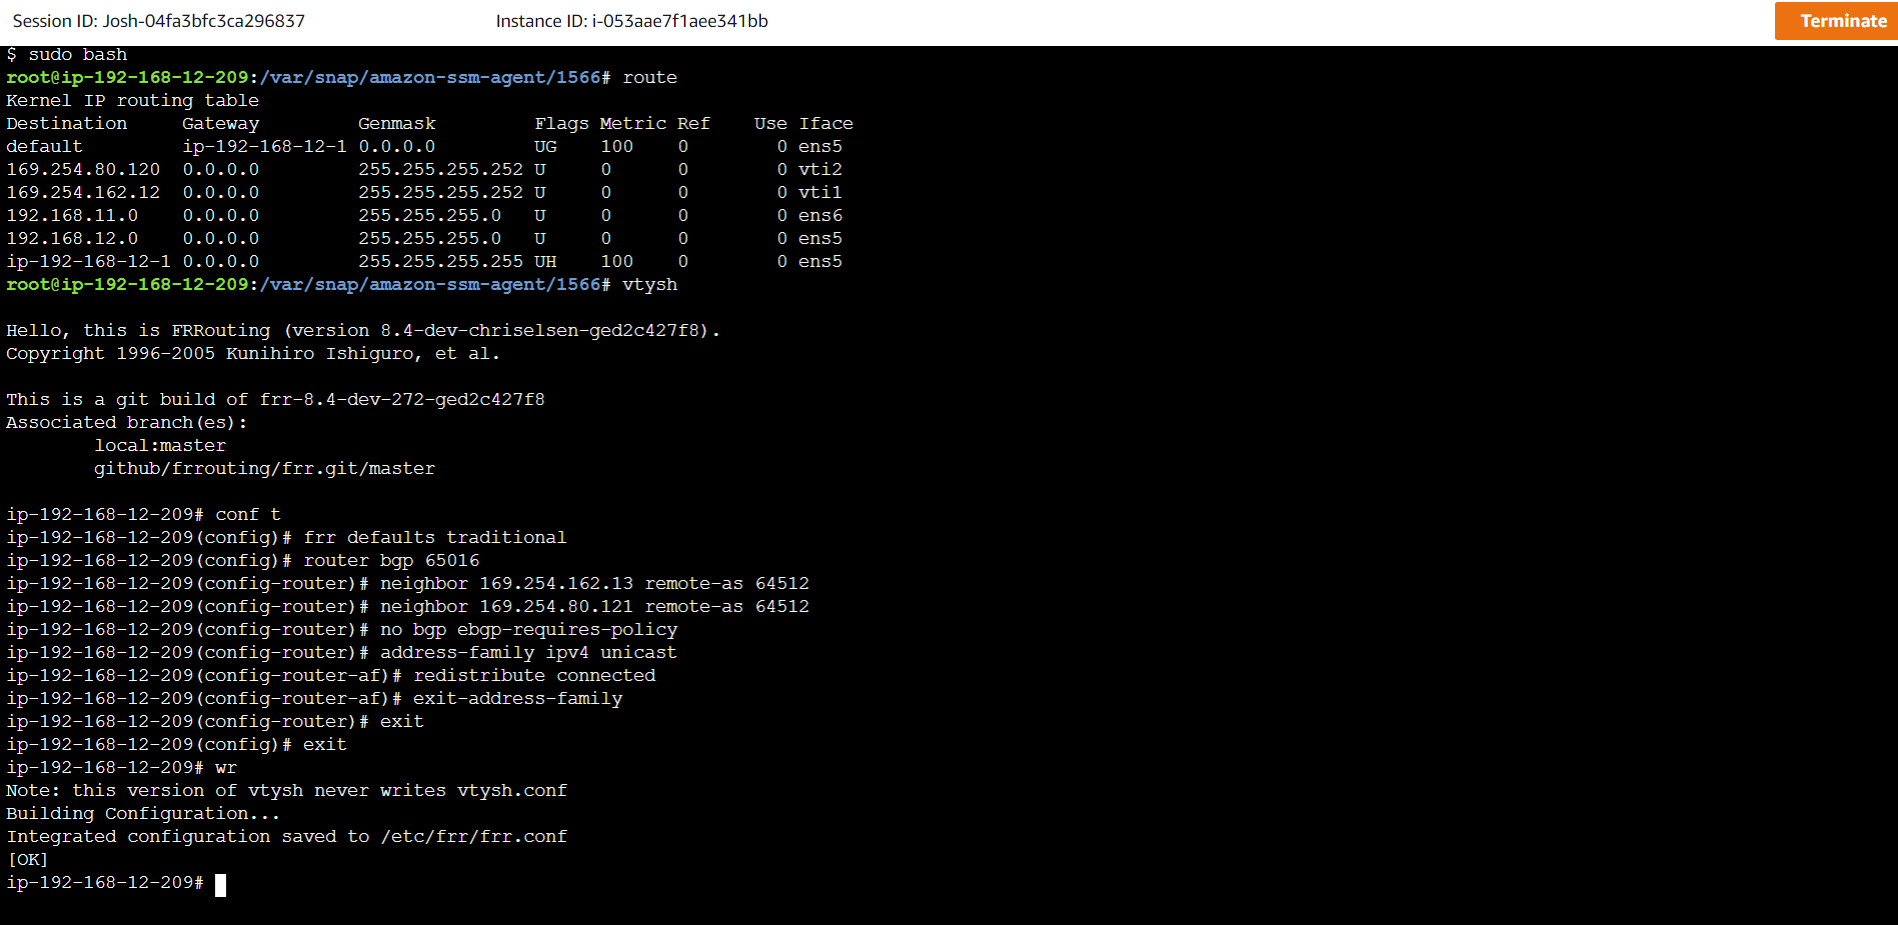 Session ID: Josh-04fa3bfc3ca296837 Instance ID: i-053aae7f1aee341bb Terminate
$ sudo bash
root@ip-192-168-12-209:/var/snap/amazon-ssm-agent/1566# route
Kernel IP routing table
Destination     Gateway         Genmask         Flags Metric Ref    Use Iface
default         ip-192-168-12-1 0.0.0.0         UG    100    0        0 ens5
169.254.80.120  0.0.0.0         255.255.255.252 U     0      0        0 vti2
169.254.162.12  0.0.0.0         255.255.255.252 U     0      0        0 vti1
192.168.11.0    0.0.0.0         255.255.255.0   U     0      0        0 ens6
192.168.12.0    0.0.0.0         255.255.255.0   U     0      0        0 ens5
ip-192-168-12-1 0.0.0.0         255.255.255.255 UH    100    0        0 ens5
root@ip-192-168-12-209:/var/snap/amazon-ssm-agent/1566# vtysh
Hello, this is FRRouting (version 8.4-dev-chriselsen-ged2c427f8).
Copyright 1996-2005 Kunihiro Ishiguro, et al.
This is a git build of frr-8.4-dev-272-ged2c427f8
Associated branch(es):
        local:master
        github/frrouting/frr.git/master
ip-192-168-12-209# conf t
ip-192-168-12-209(config)# frr defaults traditional
ip-192-168-12-209(config)# router bgp 65016
ip-192-168-12-209(config-router)# neighbor 169.254.162.13 remote-as 64512
ip-192-168-12-209(config-router)# neighbor 169.254.80.121 remote-as 64512
ip-192-168-12-209(config-router)# no bgp ebgp-requires-policy
ip-192-168-12-209(config-router)# address-family ipv4 unicast
ip-192-168-12-209(config-router-af)# redistribute connected
ip-192-168-12-209(config-router-af)# exit-address-family
ip-192-168-12-209(config-router)# exit
ip-192-168-12-209(config)# exit
ip-192-168-12-209# wr
Note: this version of vtysh never writes vtysh.conf
Building Configuration...
Integrated configuration saved to /etc/frr/frr.conf
[OK]
ip-192-168-12-209#